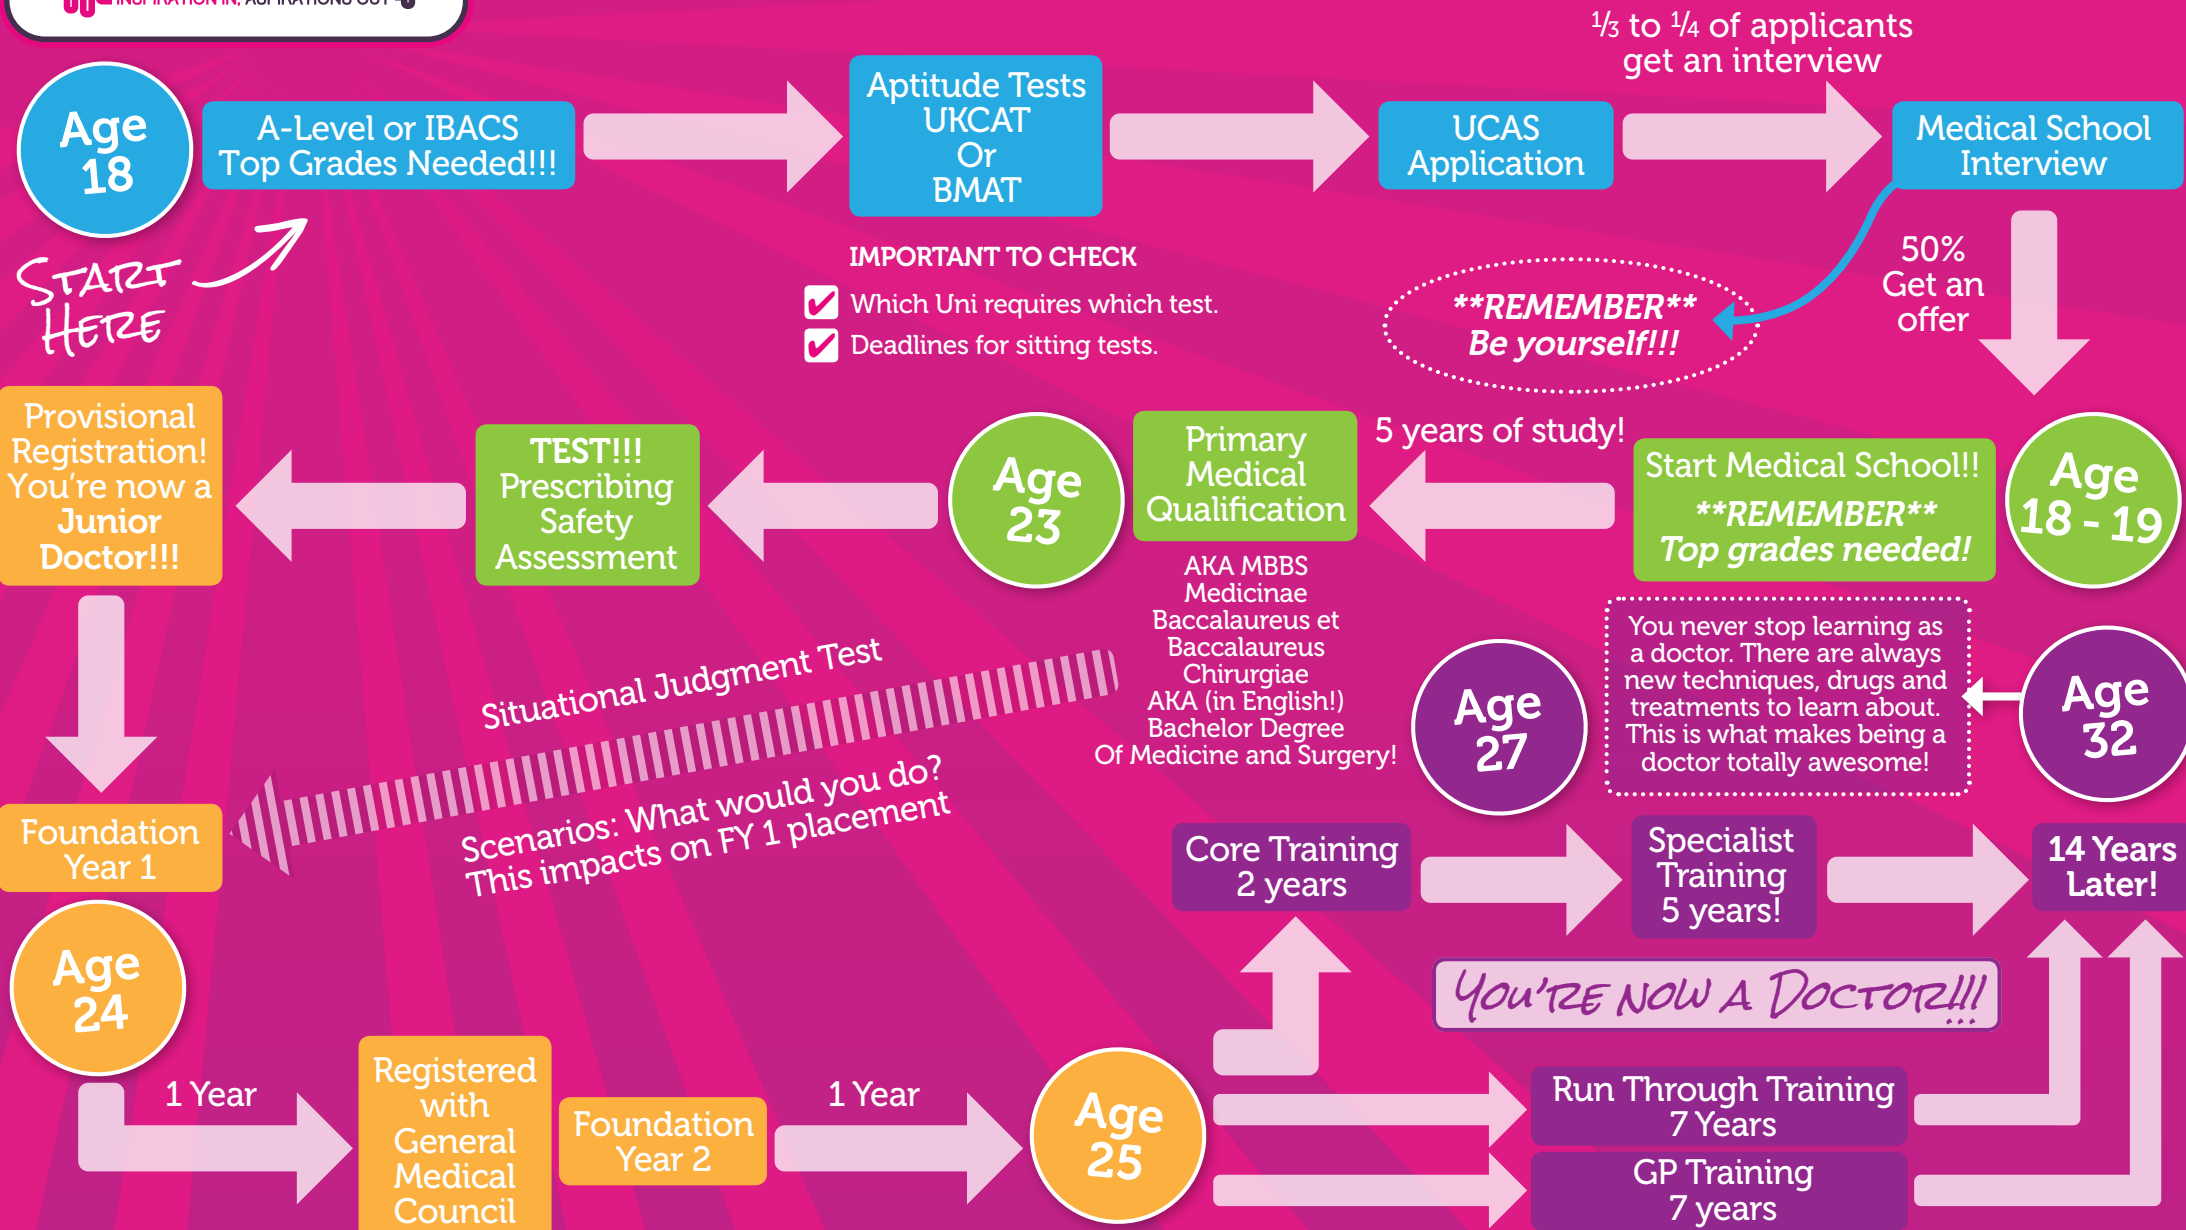 INSPIRATION IN, ASPIRATIONS OUT
1/3 to 1/4 of applicants
get an interview
Age
18
A-Level or IBACS
Top Grades Needed!!!
Aptitude Tests
UKCAT
Or
BMAT
UCAS
Application
Medical School
Interview
START
HERE
IMPORTANT TO CHECK
✔ Which Uni requires which test.
✔ Deadlines for sitting tests.
**REMEMBER**
Be yourself!!!
50%
Get an
offer
Age
18 - 19
Start Medical School!!
**REMEMBER**
Top grades needed!
5 years of study!
Primary
Medical
Qualification
AKA MBBS
Medicinae
Baccalaureus et
Baccalaureus
Chirurgiae
AKA (in English!)
Bachelor Degree
Of Medicine and Surgery!
Age
23
TEST!!!
Prescribing
Safety
Assessment
Provisional
Registration!
You're now a
Junior
Doctor!!!
Situational Judgment Test
Scenarios: What would you do?
This impacts on FY 1 placement
Foundation
Year 1
Age
24
1 Year
Registered
with
General
Medical
Council
Foundation
Year 2
1 Year
Age
25
Core Training
2 years
Age
27
Specialist
Training
5 years!
You never stop learning as
a doctor. There are always
new techniques, drugs and
treatments to learn about.
This is what makes being a
doctor totally awesome!
Age
32
14 Years
Later!
YOU'RE NOW A DOCTOR!!!
Run Through Training
7 Years
GP Training
7 years